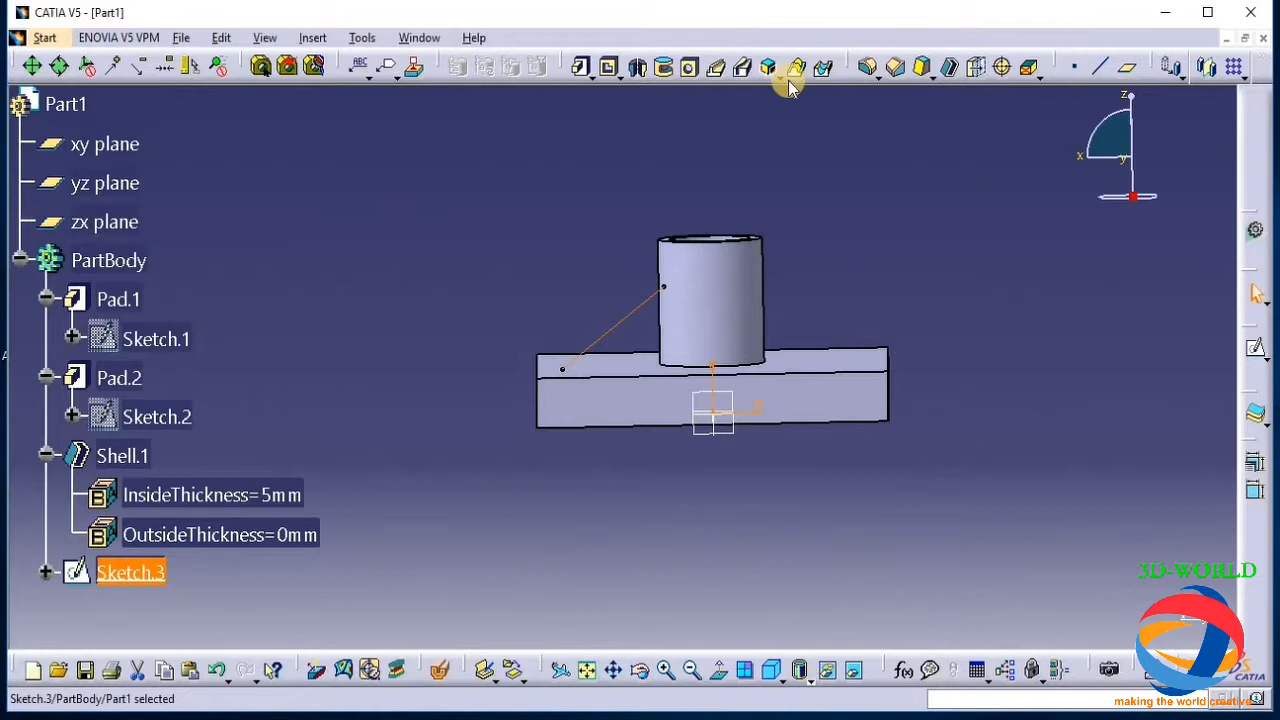 CATIA V5 - [Part1]
Start ENOVIA V5 VPM File Edit View Insert Tools Window Help
ABC
Part1
xy plane
yz plane
zx plane
PartBody
Pad.1
Sketch.1
Pad.2
Sketch.2
Shell.1
InsideThickness=5mm
OutsideThickness=0mm
Sketch.3
z
x
y
3D-WORLD
CATIA
making the world creative
f(x)
Sketch.3/PartBody/Part1 selected